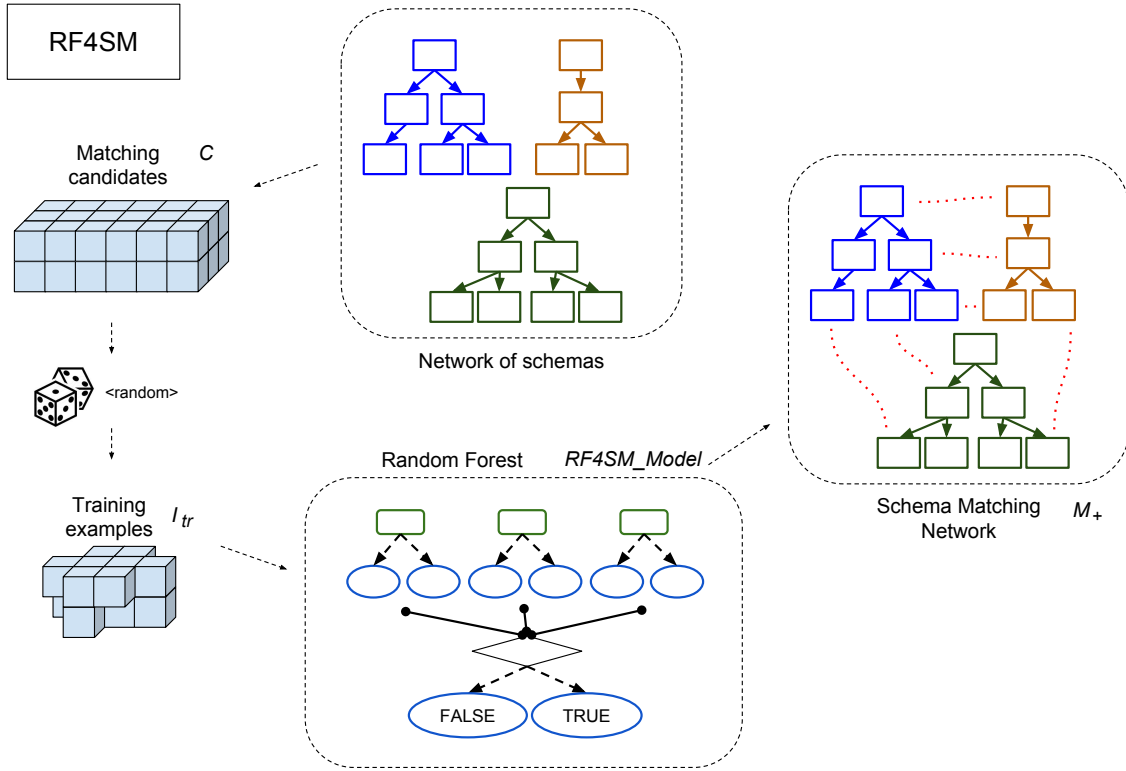 RF4SM
Matching
candidates
C
Network of schemas
<random>
Training
examples
I tr
Random Forest
RF4SM_Model
FALSE
TRUE
Schema Matching
Network
M+